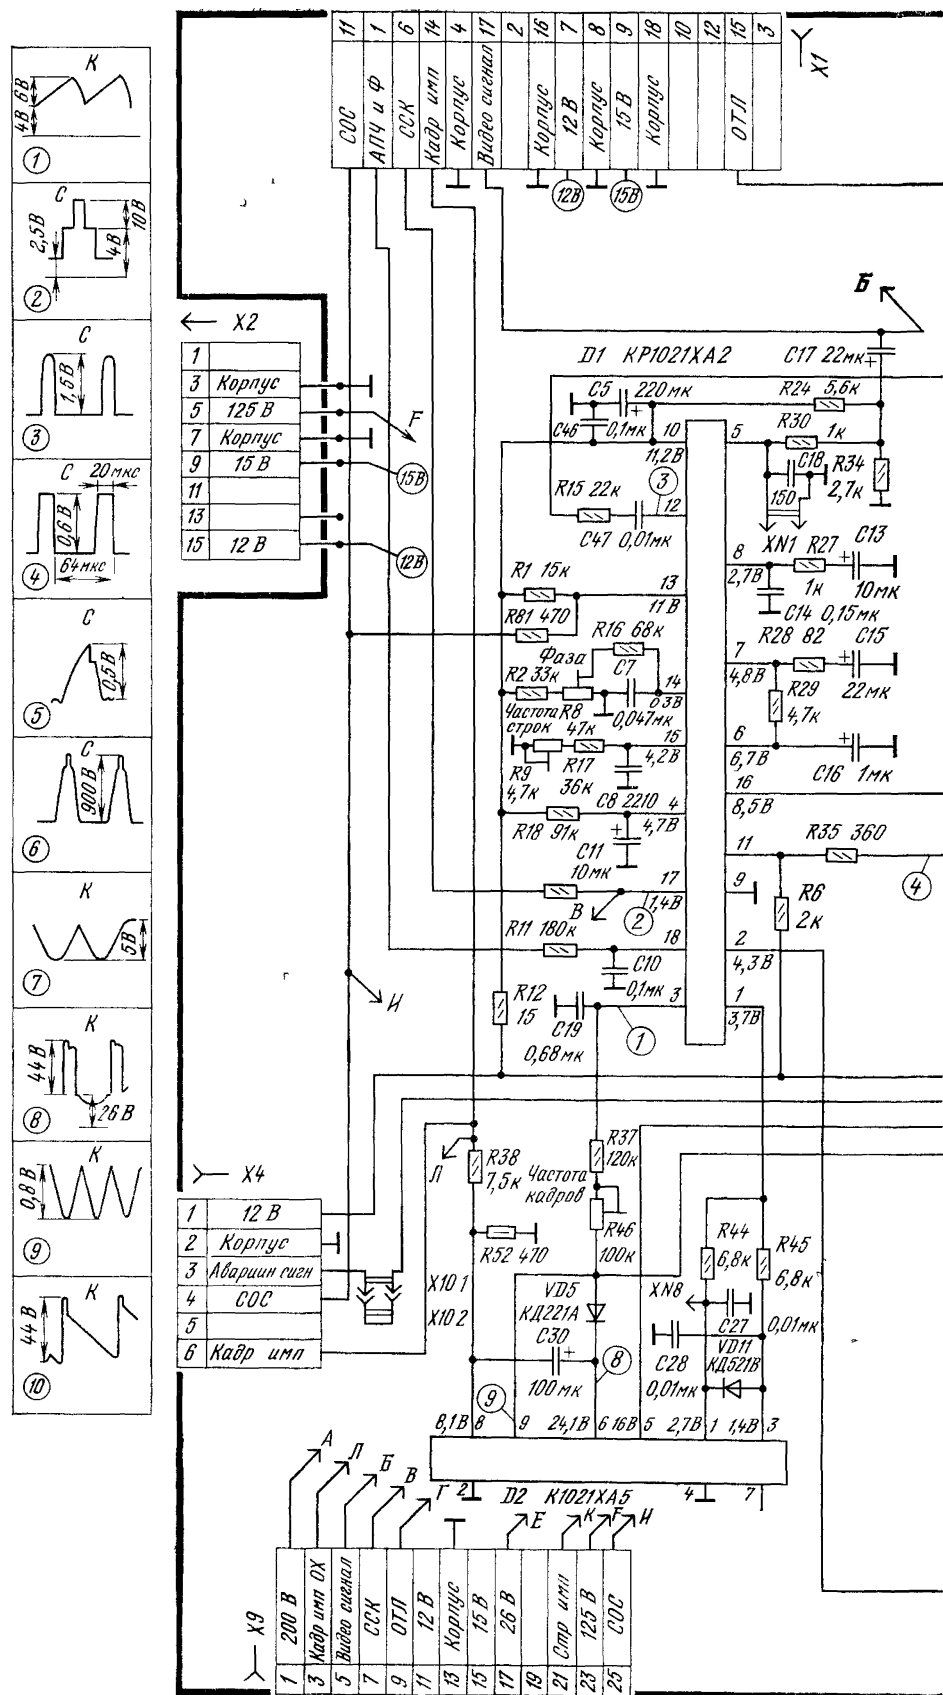 К
6В
4В
1
С
10В
2,5В
4В
2
С
1,5В
3
С
20мкс
0,6В
64мкс
4
С
0,5В
5
С
900В
6
К
5В
7
К
44В
26В
8
К
0,8В
9
К
44В
10
11 СОС
1 АПЧ и Ф
6 ССК
14 Кадр имп
4 Корпус
17 Видео сигнал
2
16 Корпус
7 12В
8 Корпус
9 15В
18 Корпус
10
12
15 ОТЛ
3
X1
12В
15В
X2
1
3 Корпус
5 125В
7 Корпус
9 15В
11
13
15 12В
F
15В
12В
Б
D1 КР1021ХА2
C17 22мк
+
C5
220мк
+
C46
0,1мк
R24 5,6к
10
11,2В
5
R30
1к
C18
150
R34
2,7к
R15 22к
3
12
C47 0,01мк
XN1
R27
1к
C13
+
10мк
8
2,7В
C14 0,15мк
R1 15к
13
11В
R81 470
R16 68к
R28 82
C15
+
22мк
7
4,8В
Фаза
R2 33к
C7
14
0,047мк
R8
47к
R29
4,7к
Частота строк
15
4,2В
6
6,7В
C16
+
1мк
R9
4,7к
R17
36к
C8 2210
16
8,5В
4
4,7В
R18 91к
C11
+
10мк
11
R35 360
4
17
1,4В
В
2
9
R6
2к
R11 180к
18
C10
0,1мк
2
4,3В
И
R12
15
C19
0,68мк
3
1
1
3,7В
X4
1 12В
2 Корпус
3 Авариин сигн
4 СОС
5
6 Кадр имп
Л
R38
7,5к
R37
120к
Частота кадров
R46
100к
R52 470
X10 1
X10 2
VD5
КД221А
C30
+
100мк
8
R44
6,8к
R45
6,8к
XN8
C27
0,01мк
C28
0,01мк
VD11
КД521В
9
8,1В 8
9
24,1В 6
16В 5
2,7В 1
1,4В 3
2
D2 К1021ХА5
4
7
А
Л
Б
В
Г
Е
К
F
И
X9
1 200В
3 Кадр имп ОХ
5 Видео сигнал
7 ССК
9 ОТЛ
11 12В
13 Корпус
15 15В
17 26В
19
21 Стр имп
23 125В
25 СОС